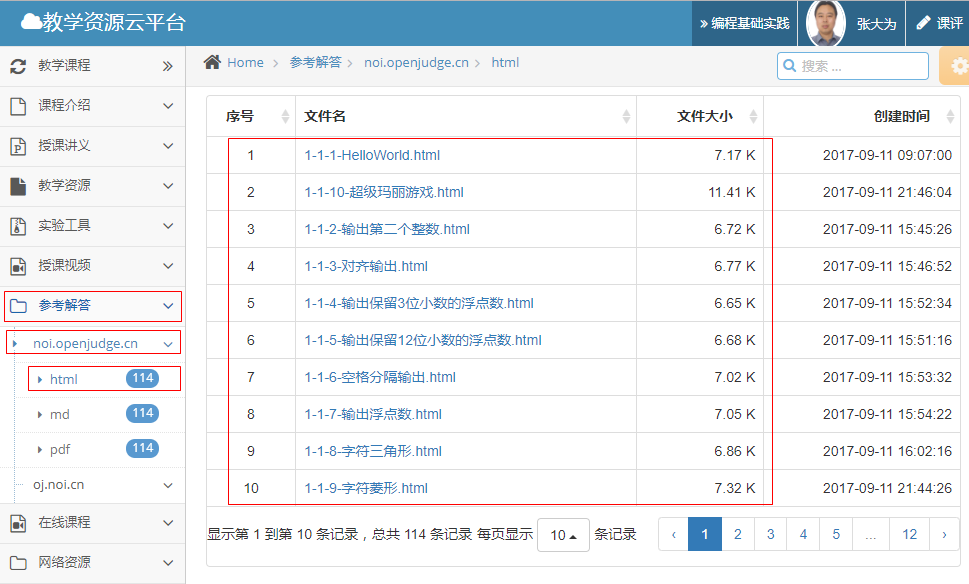 教学资源云平台
» 编程基础实践
张大为
课评
教学课程
课程介绍
授课讲义
教学资源
实验工具
授课视频
参考解答
noi.openjudge.cn
html 114
md 114
pdf 114
oj.noi.cn
在线课程
网络资源
Home > 参考解答 > noi.openjudge.cn > html
搜索 ...
序号 文件名 文件大小 创建时间
1 1-1-1-HelloWorld.html 7.17 K 2017-09-11 09:07:00
2 1-1-10-超级玛丽游戏.html 11.41 K 2017-09-11 21:46:04
3 1-1-2-输出第二个整数.html 6.72 K 2017-09-11 15:45:26
4 1-1-3-对齐输出.html 6.77 K 2017-09-11 15:46:52
5 1-1-4-输出保留3位小数的浮点数.html 6.65 K 2017-09-11 15:52:34
6 1-1-5-输出保留12位小数的浮点数.html 6.68 K 2017-09-11 15:51:16
7 1-1-6-空格分隔输出.html 7.02 K 2017-09-11 15:53:32
8 1-1-7-输出浮点数.html 7.05 K 2017-09-11 15:54:22
9 1-1-8-字符三角形.html 6.86 K 2017-09-11 16:02:16
10 1-1-9-字符菱形.html 7.32 K 2017-09-11 21:44:26
显示第 1 到第 10 条记录，总共 114 条记录 每页显示 10 条记录 ‹ 1 2 3 4 5 ... 12 ›